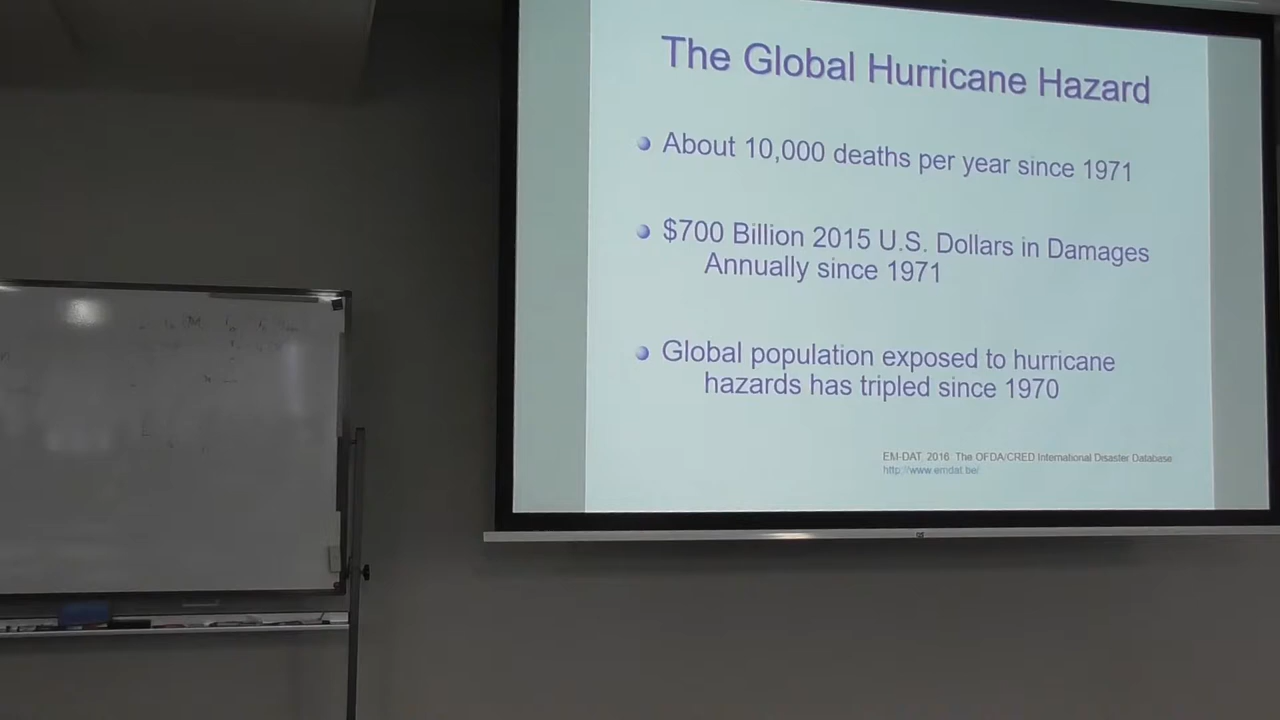 The Global Hurricane Hazard
About 10,000 deaths per year since 1971
$700 Billion 2015 U.S. Dollars in Damages
Annually since 1971
Global population exposed to hurricane
hazards has tripled since 1970
EM-DAT 2016: The OFDA/CRED International Disaster Database
http://www.emdat.be/